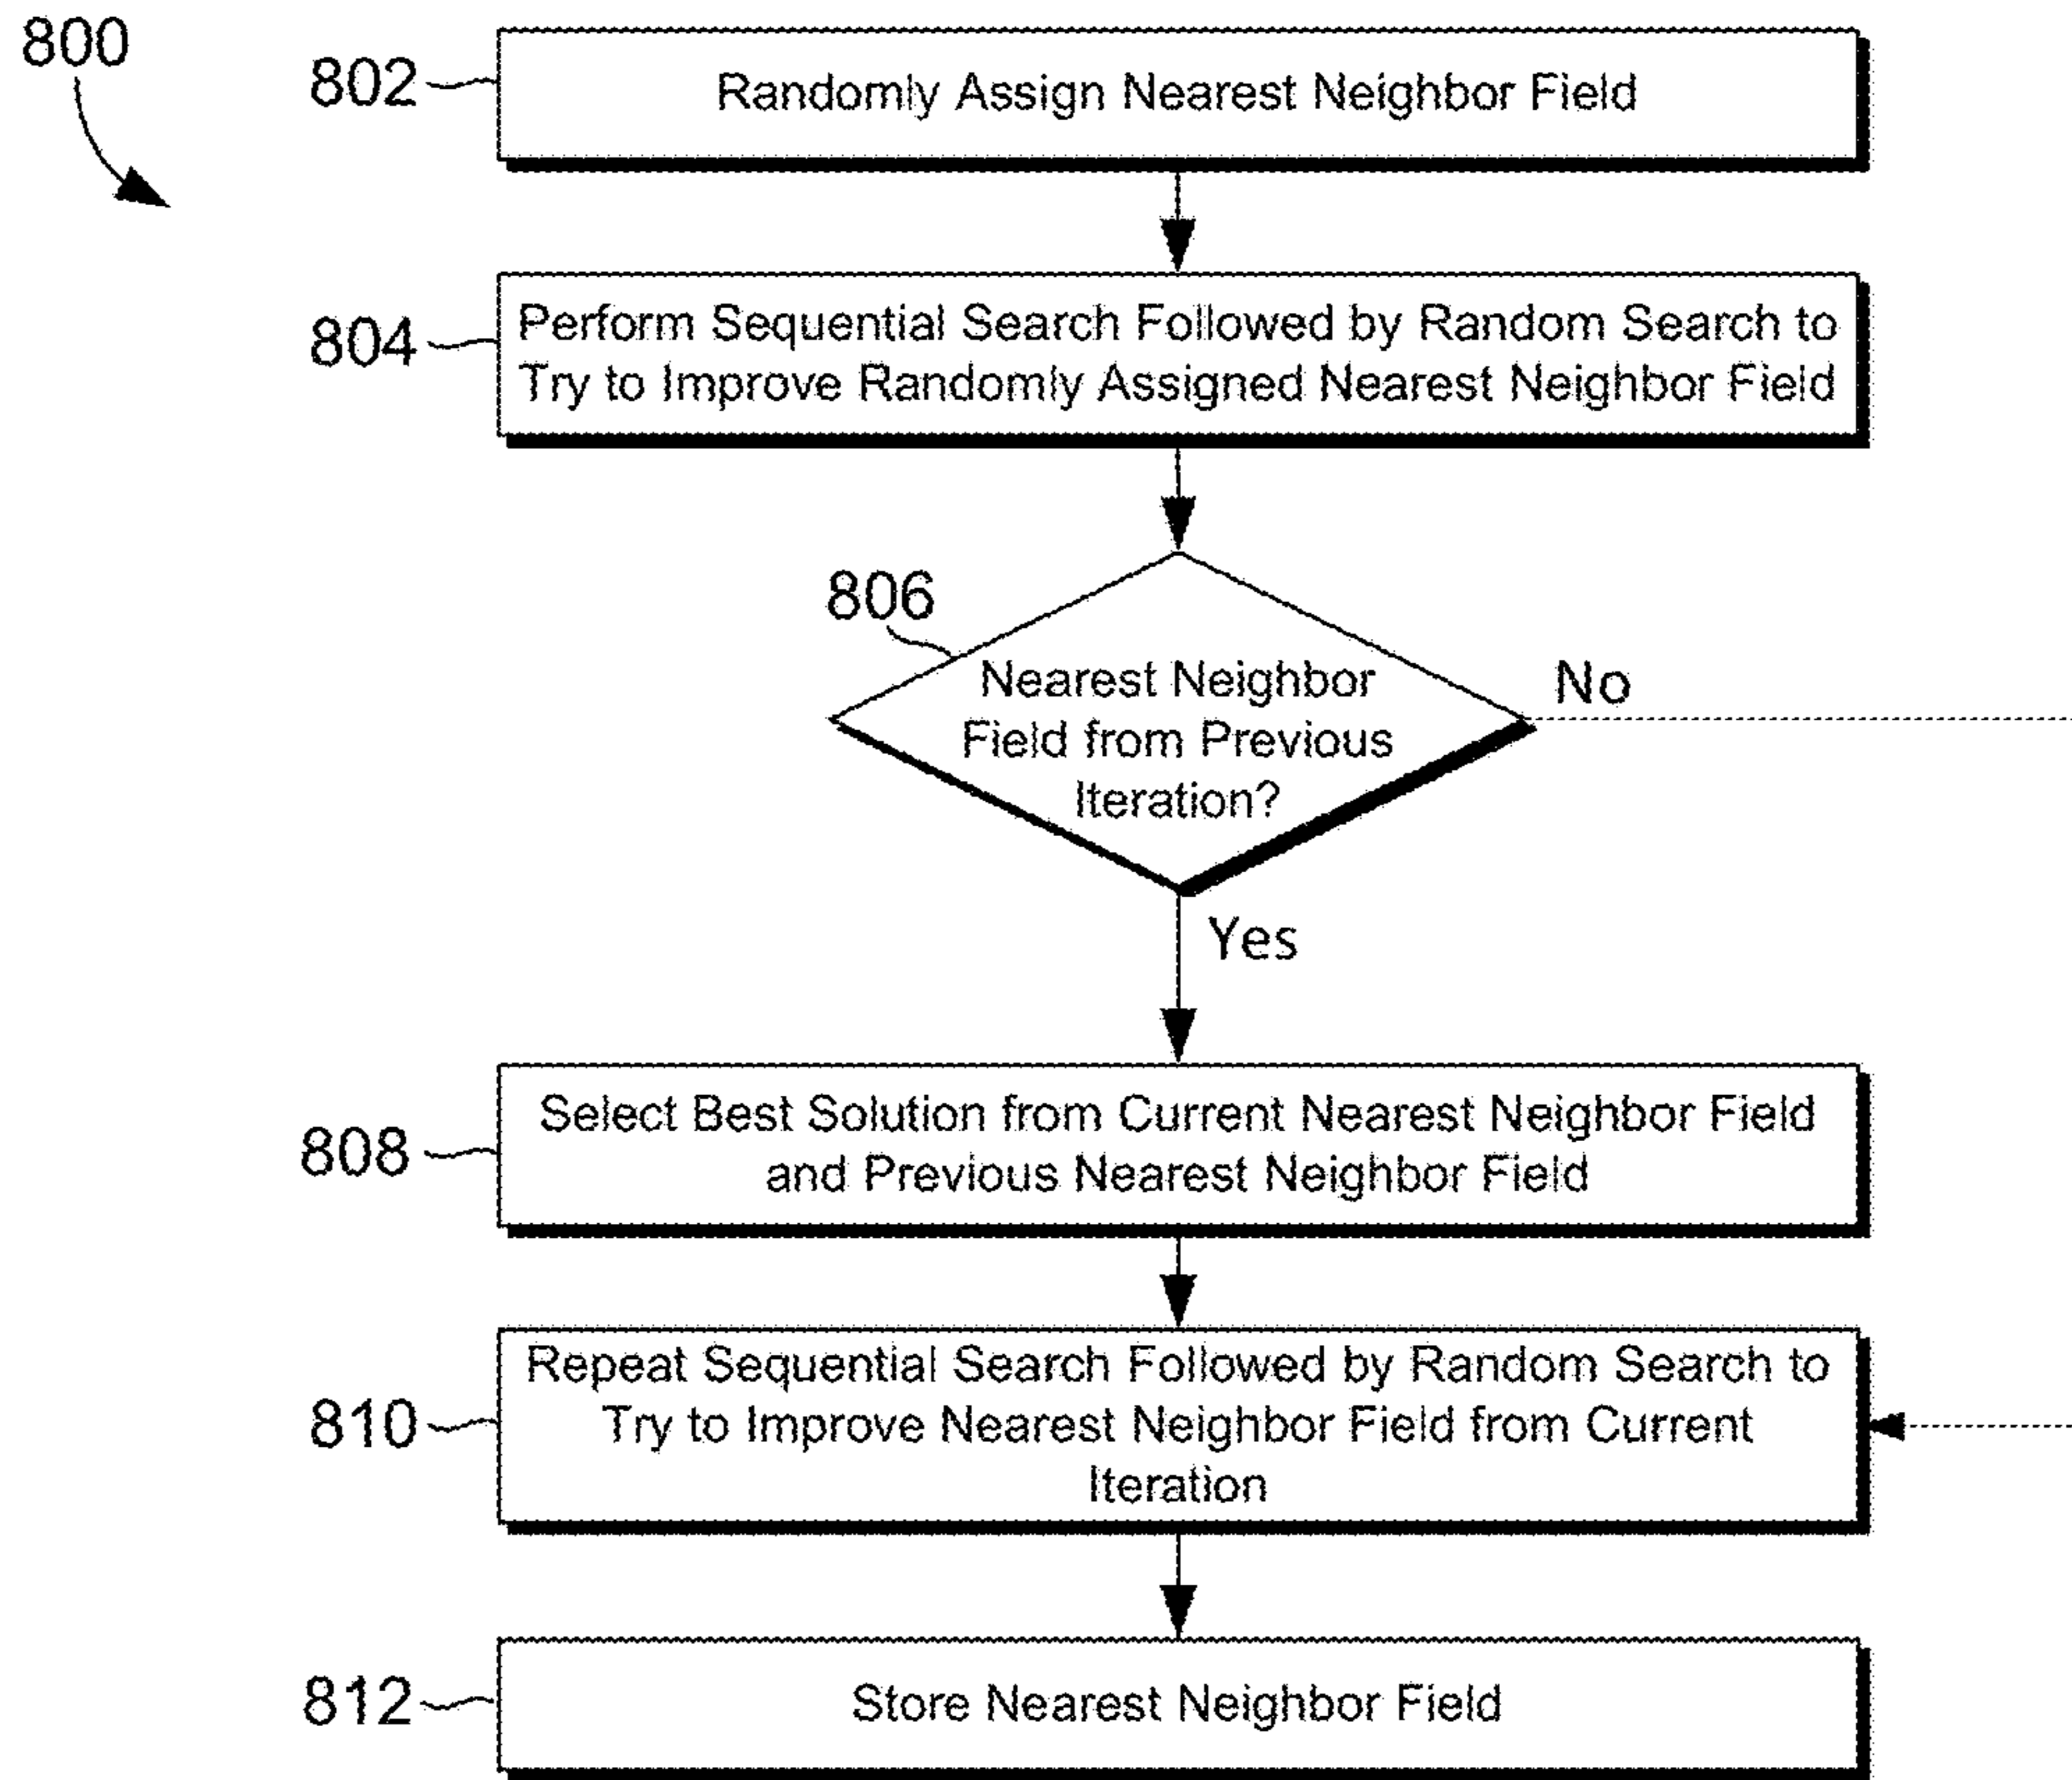 800
802
Randomly Assign Nearest Neighbor Field
804
Perform Sequential Search Followed by Random Search to
Try to Improve Randomly Assigned Nearest Neighbor Field
806
Nearest Neighbor
Field from Previous
Iteration?
No
Yes
808
Select Best Solution from Current Nearest Neighbor Field
and Previous Nearest Neighbor Field
810
Repeat Sequential Search Followed by Random Search to
Try to Improve Nearest Neighbor Field from Current
Iteration
812
Store Nearest Neighbor Field